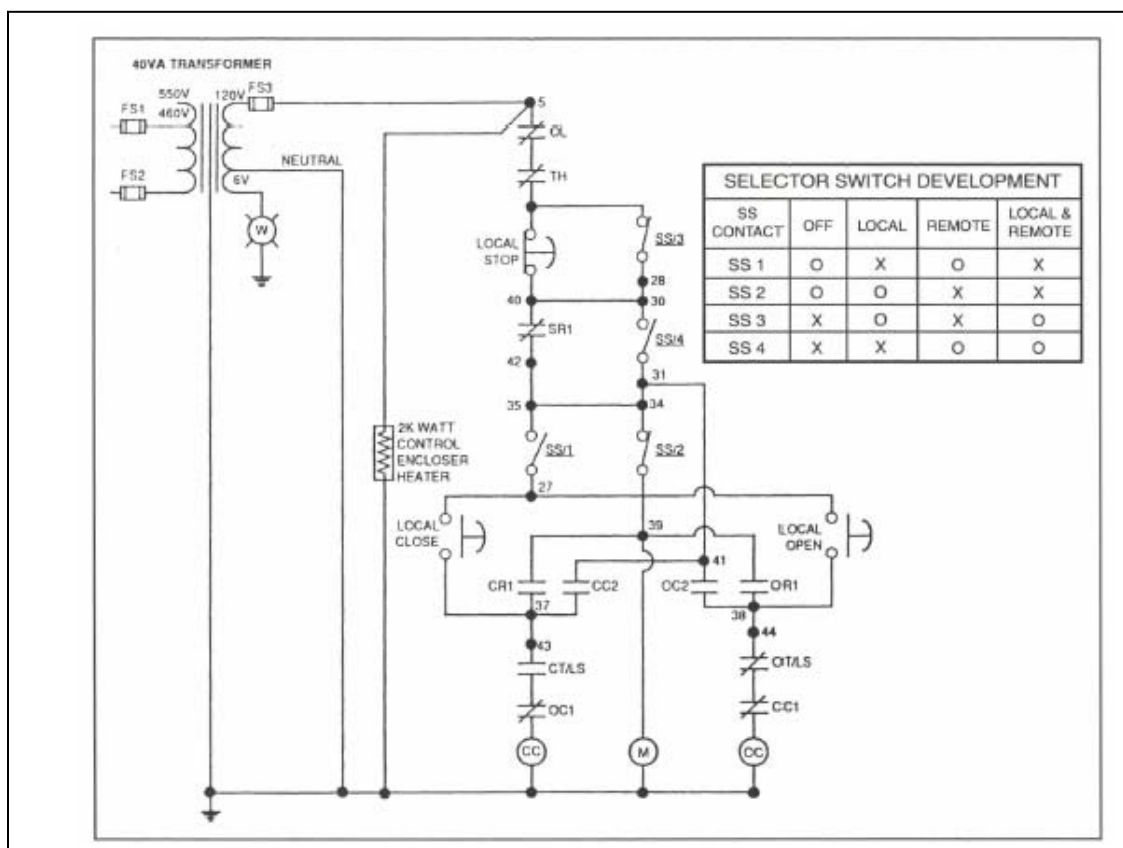 40VA TRANSFORMER
550V
120V
FS3
FS1
460V
5
OL
NEUTRAL
FS2
6V
TH
W
SELECTOR SWITCH DEVELOPMENT
SS CONTACT OFF LOCAL REMOTE LOCAL & REMOTE
SS 1 O X O X
SS 2 O O X X
SS 3 X O X O
SS 4 X X O O
LOCAL
STOP
SS/3
28
40
30
SR1
SS/4
42
31
35
34
2K WATT
CONTROL
ENCLOSER
HEATER
SS/1
SS/2
27
LOCAL
CLOSE
39
LOCAL
OPEN
41
CR1
CC2
OC2
OR1
37
38
44
43
CT/LS
OT/LS
OC1
CC1
CC
M
OC